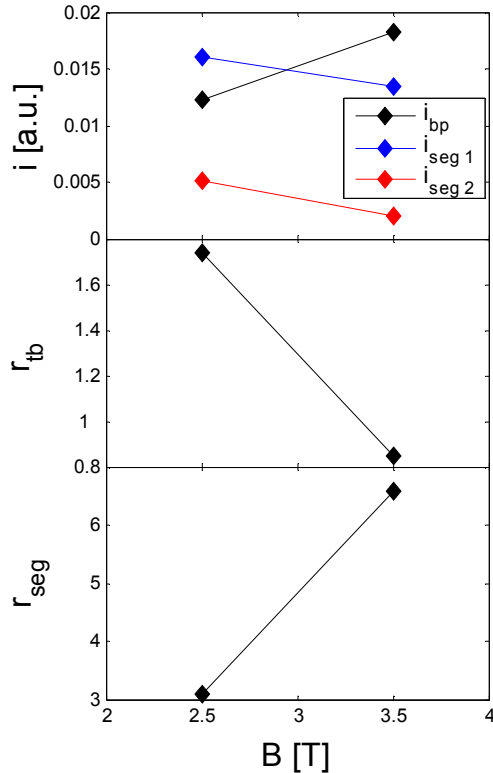 0.02
0.015
0.01
0.005
0
i [a.u.]
i_bp
i_seg 1
i_seg 2
1.6
1.4
1.2
1
0.8
r_tb
6
5
4
3
r_seg
2 2.5 3 3.5 4
B [T]